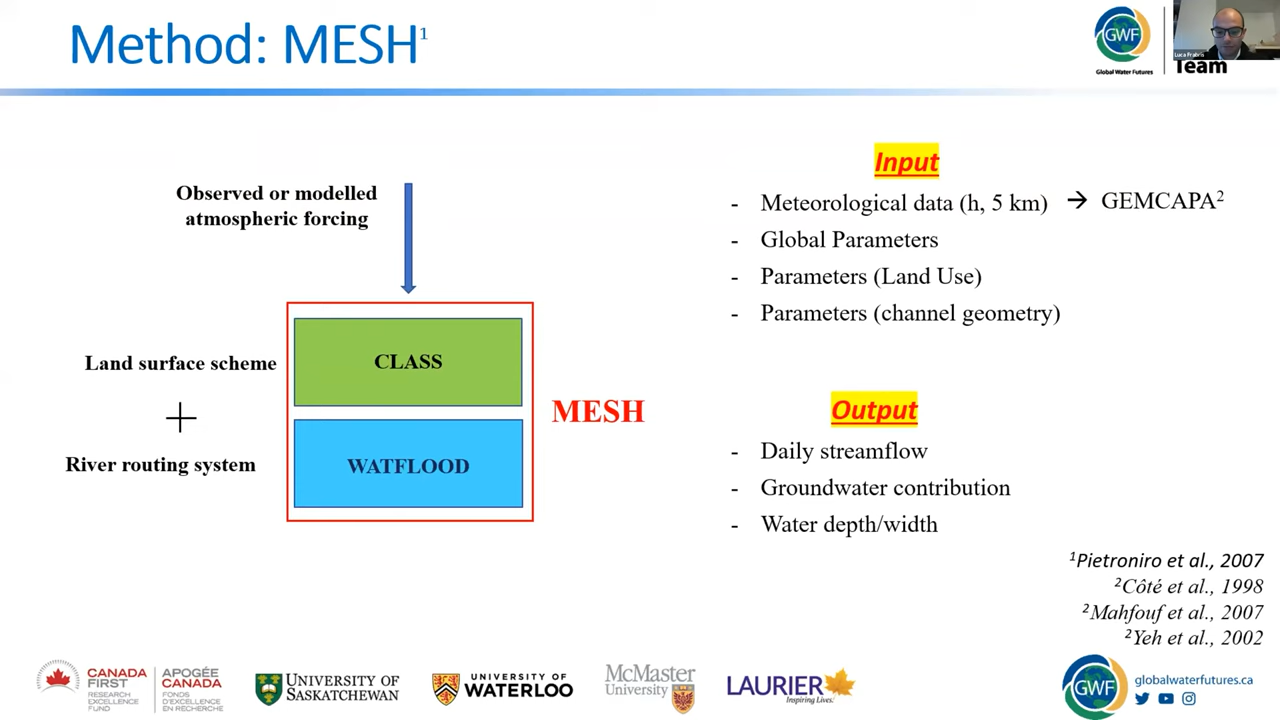 Method: MESH¹
GWF
Global Water Futures
Team
Observed or modelled
atmospheric forcing
Land surface scheme
+
River routing system
CLASS
WATFLOOD
MESH
Input
- Meteorological data (h, 5 km) → GEMCAPA²
- Global Parameters
- Parameters (Land Use)
- Parameters (channel geometry)
Output
- Daily streamflow
- Groundwater contribution
- Water depth/width
¹Pietroniro et al., 2007
²Côté et al., 1998
²Mahfouf et al., 2007
²Yeh et al., 2002
CANADA
FIRST
RESEARCH
EXCELLENCE
FUND
APOGÉE
CANADA
FONDS
D'EXCELLENCE
EN RECHERCHE
UNIVERSITY OF
SASKATCHEWAN
UNIVERSITY OF
WATERLOO
McMaster
University
LAURIER
Inspiring Lives.
GWF
globalwaterfutures.ca